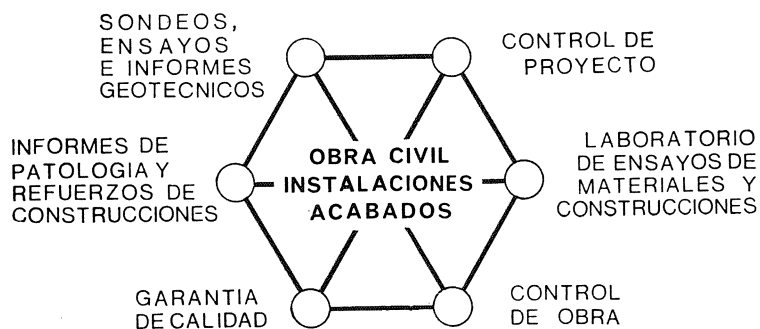 SONDEOS,
ENSAYOS
E INFORMES
GEOTECNICOS
CONTROL DE
PROYECTO
INFORMES DE
PATOLOGIA Y
REFUERZOS DE
CONSTRUCCIONES
OBRA CIVIL
INSTALACIONES
ACABADOS
LABORATORIO
DE ENSAYOS DE
MATERIALES Y
CONSTRUCCIONES
GARANTIA
DE CALIDAD
CONTROL
DE OBRA